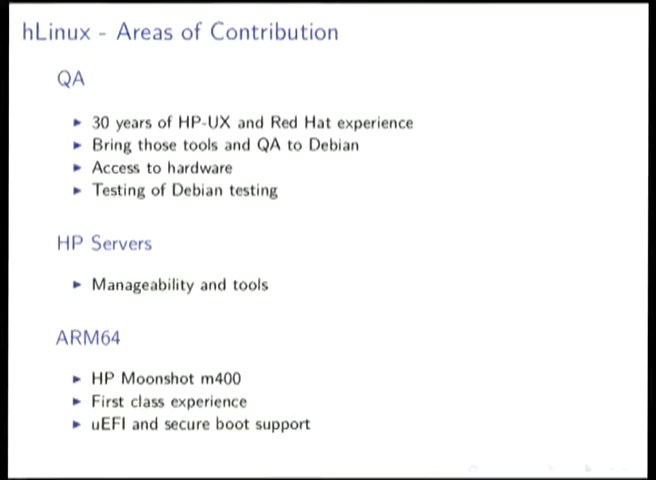 hLinux - Areas of Contribution
QA
30 years of HP-UX and Red Hat experience
Bring those tools and QA to Debian
Access to hardware
Testing of Debian testing
HP Servers
Manageability and tools
ARM64
HP Moonshot m400
First class experience
uEFI and secure boot support